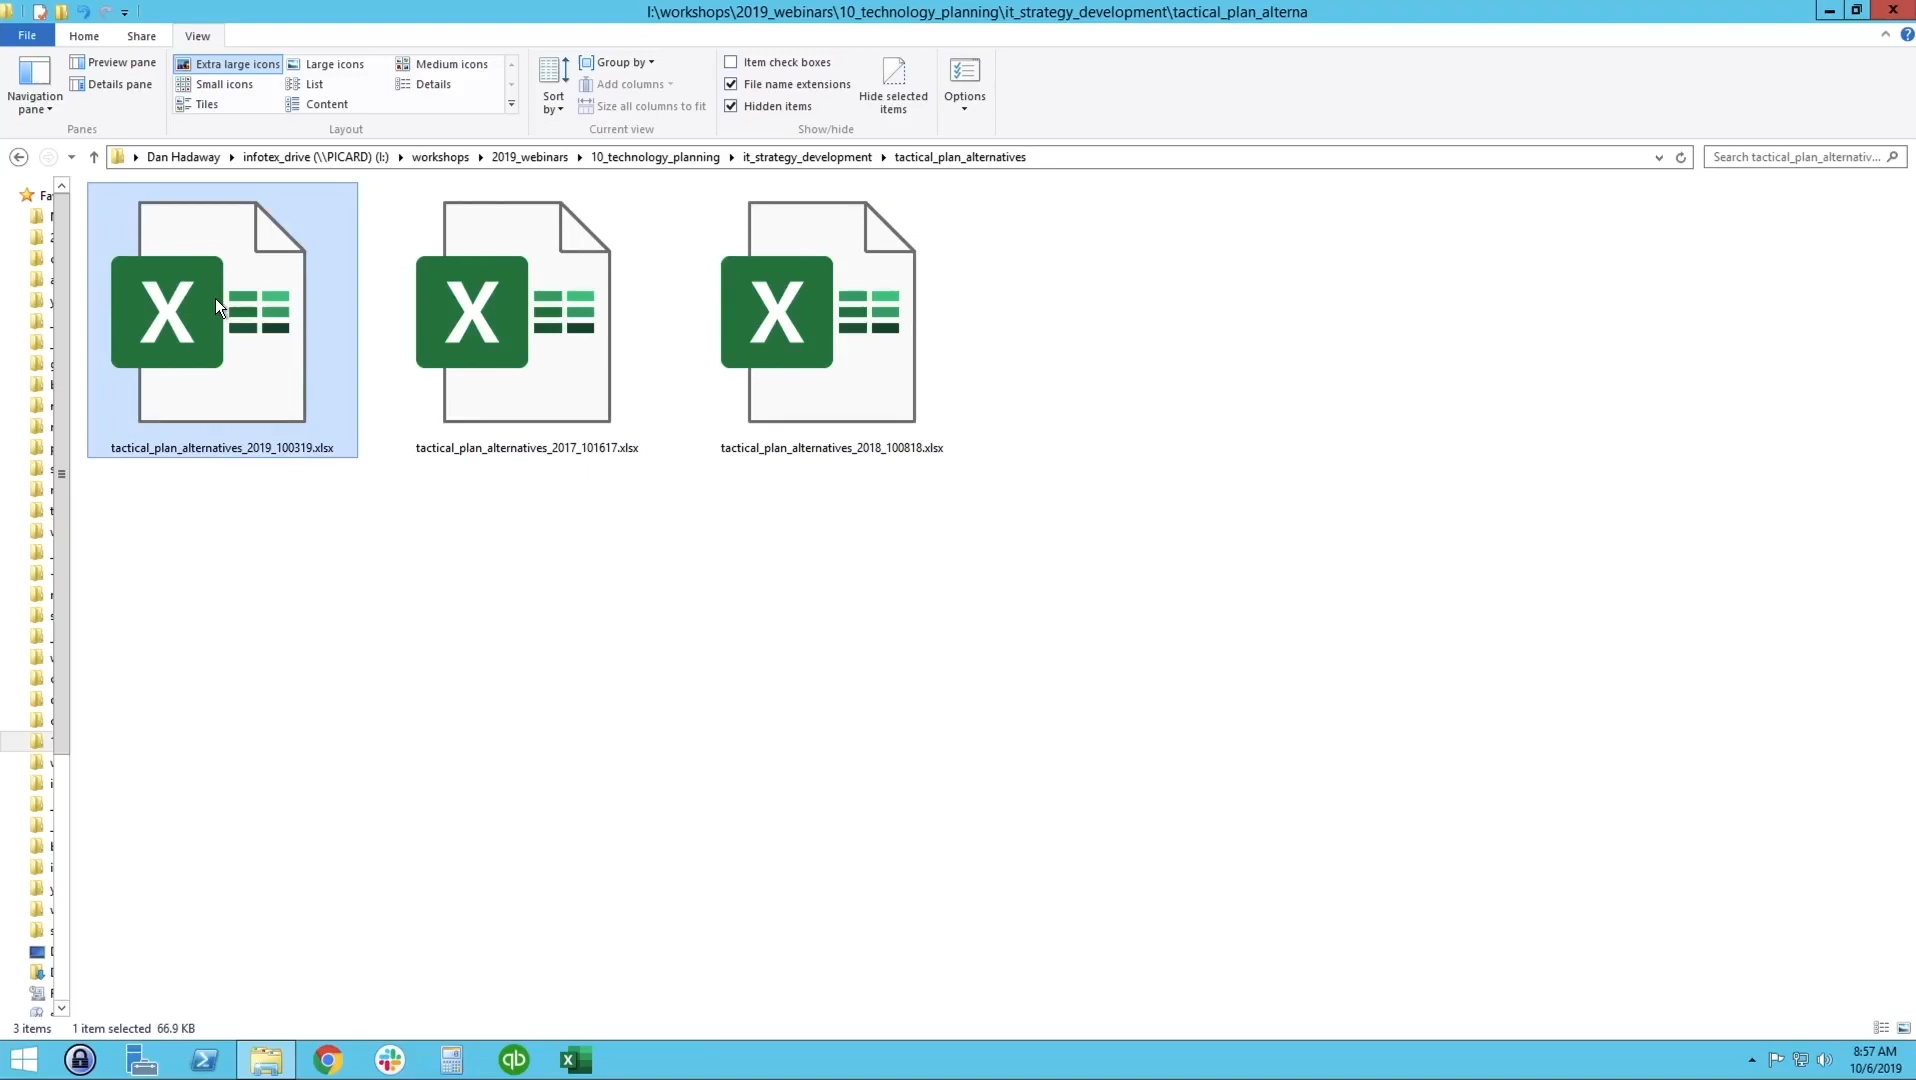 I:\workshops\2019_webinars\10_technology_planning\it_strategy_development\tactical_plan_alterna
File Home Share View
Navigation pane
Preview pane
Details pane
Panes
Extra large icons Large icons Medium icons
Small icons List Details
Tiles Content
Layout
Sort by
Group by
Add columns
Size all columns to fit
Current view
Item check boxes
File name extensions
Hidden items
Hide selected items
Show/hide
Options
Dan Hadaway infotex_drive (\\PICARD) (I:) workshops 2019_webinars 10_technology_planning it_strategy_development tactical_plan_alternatives
Search tactical_plan_alternativ...
Fa
tactical_plan_alternatives_2019_100319.xlsx tactical_plan_alternatives_2017_101617.xlsx tactical_plan_alternatives_2018_100818.xlsx
3 items 1 item selected 66.9 KB
8:57 AM
10/6/2019